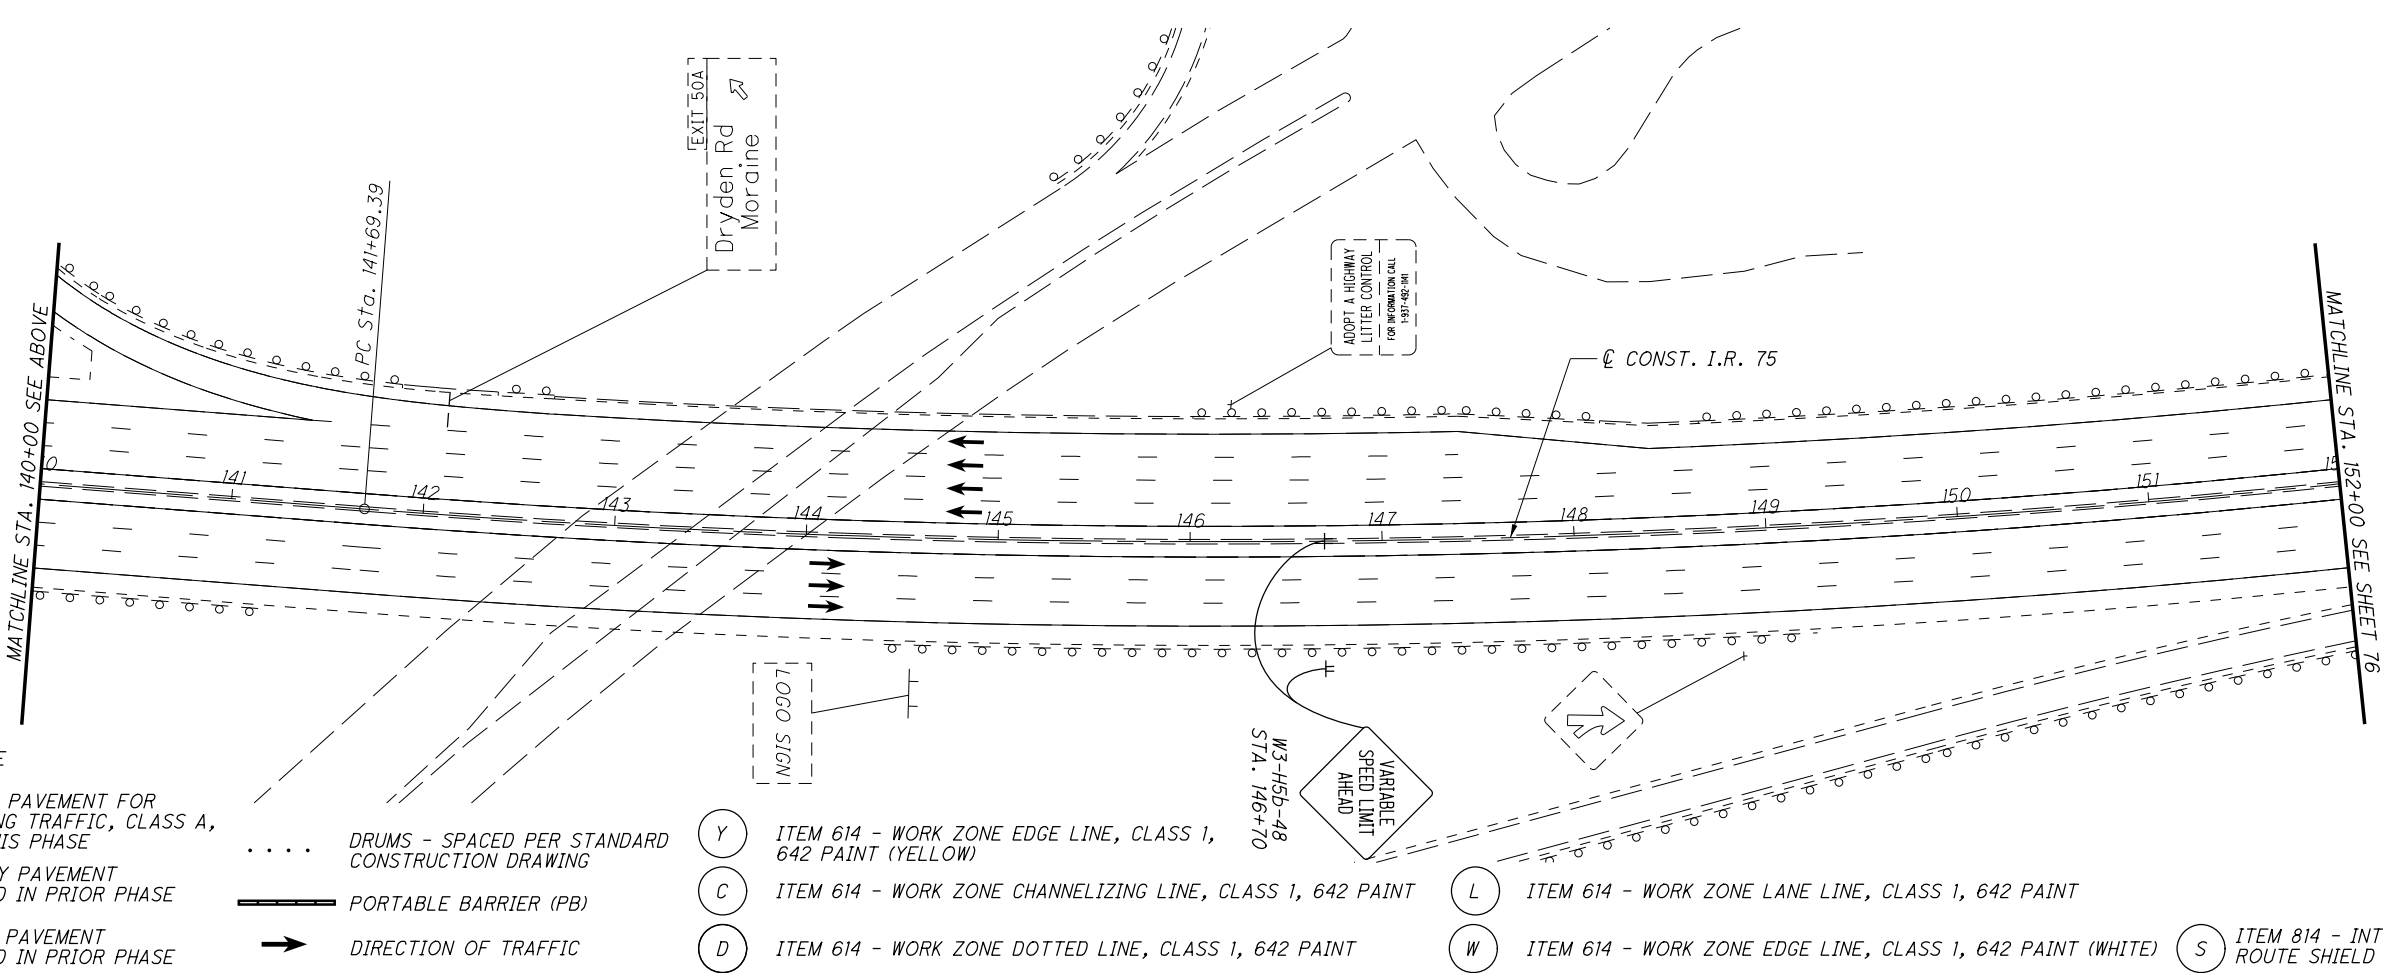 EXIT 50A
Dryden Rd
Moraine
PC Sta. 141+69.39
ADOPT A HIGHWAY
LITTER CONTROL
FOR INFORMATION CALL
1-937-492-1141
℄ CONST. I.R. 75
MATCHLINE STA. 140+00 SEE ABOVE
MATCHLINE STA. 152+00 SEE SHEET 76
0
141
142
143
144
145
146
147
148
149
150
151
15
LOGO SIGN
W3-H5b-48
STA. 146+70
VARIABLE
SPEED LIMIT
AHEAD
PAVEMENT FOR
NG TRAFFIC, CLASS A,
IS PHASE
Y PAVEMENT
D IN PRIOR PHASE
PAVEMENT
D IN PRIOR PHASE
DRUMS - SPACED PER STANDARD
CONSTRUCTION DRAWING
PORTABLE BARRIER (PB)
DIRECTION OF TRAFFIC
Y ITEM 614 - WORK ZONE EDGE LINE, CLASS 1,
642 PAINT (YELLOW)
C ITEM 614 - WORK ZONE CHANNELIZING LINE, CLASS 1, 642 PAINT
D ITEM 614 - WORK ZONE DOTTED LINE, CLASS 1, 642 PAINT
L ITEM 614 - WORK ZONE LANE LINE, CLASS 1, 642 PAINT
W ITEM 614 - WORK ZONE EDGE LINE, CLASS 1, 642 PAINT (WHITE)
S ITEM 814 - INT
ROUTE SHIELD